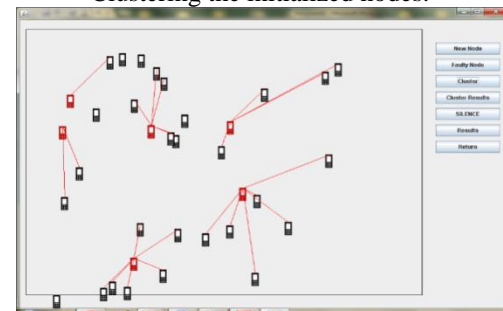 Clustering the initialized nodes.
New Node
Faulty Node
Cluster
Cluster Results
SILENCE
Results
Return